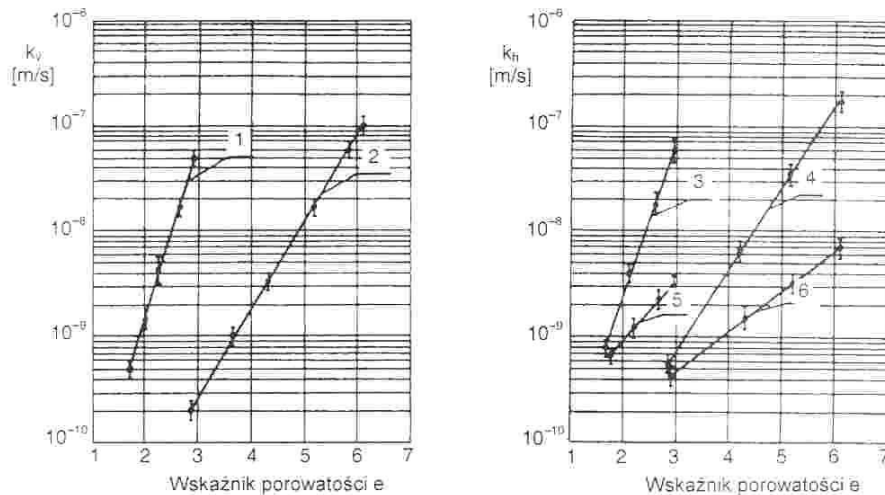 10⁻⁶
kᵥ
[m/s]
10⁻⁷
10⁻⁸
10⁻⁹
10⁻¹⁰
1 2 3 4 5 6 7
Wskaźnik porowatości e
1
2
10⁻⁶
kₕ
[m/s]
10⁻⁷
10⁻⁸
10⁻⁹
10⁻¹⁰
1 2 3 4 5 6 7
Wskaźnik porowatości e
3
4
5
6